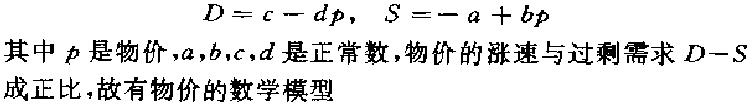 D = c − dp,  S = − a + bp
其中 p 是物价,a,b,c,d 是正常数,物价的涨速与过剩需求 D−S
成正比,故有物价的数学模型